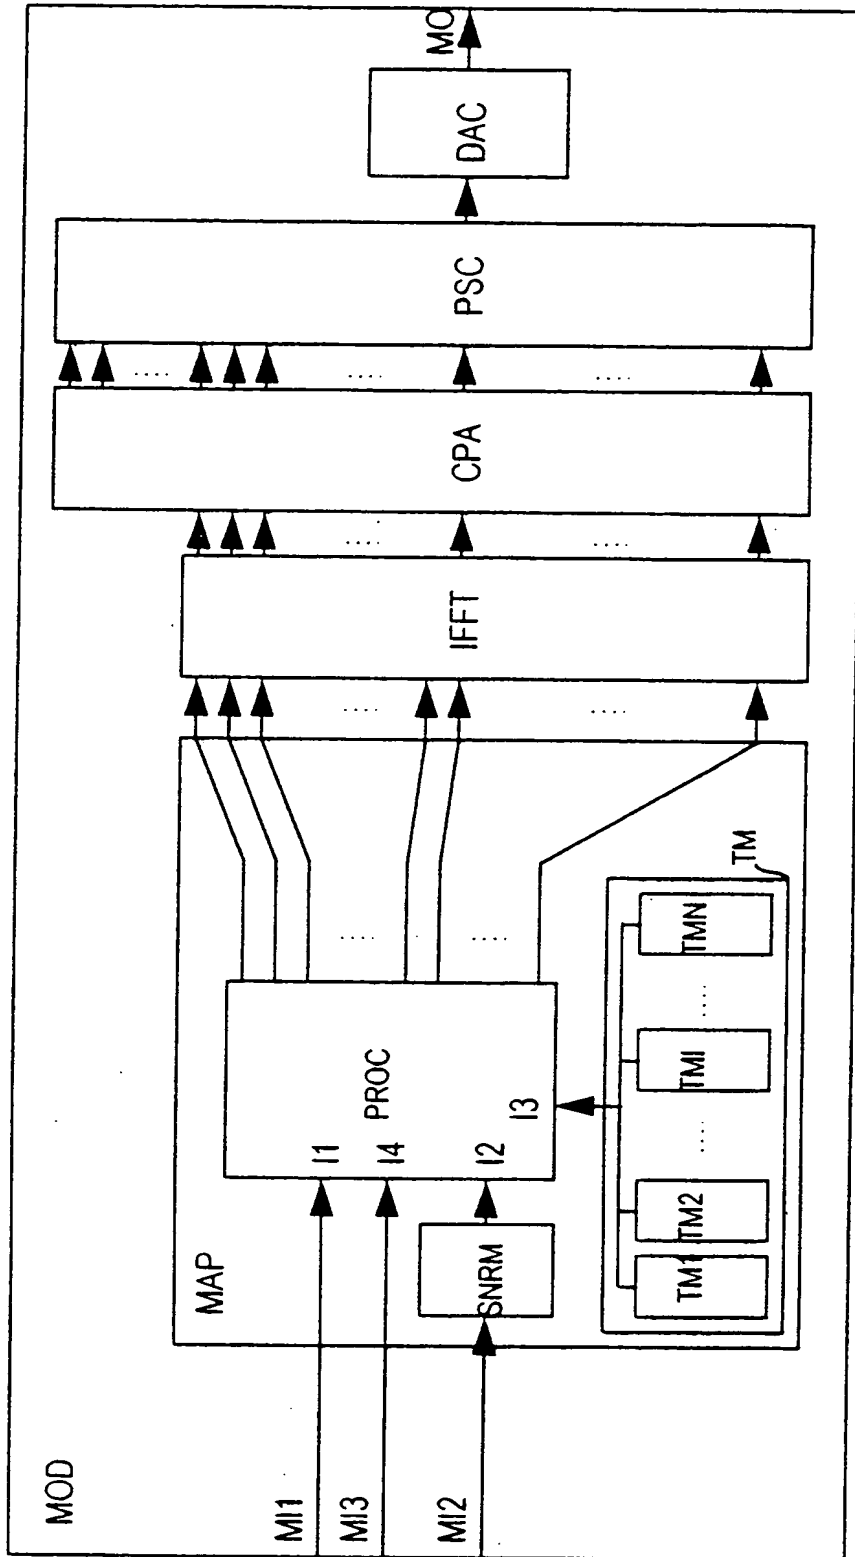 MOD
MI1
MI3
MI2
MAP
SNRM
I1
I4
I2
I3
PROC
TM1
TM2
....
TMI
....
TMN
TM
....
....
....
....
IFFT
....
....
CPA
....
....
....
PSC
DAC
MO